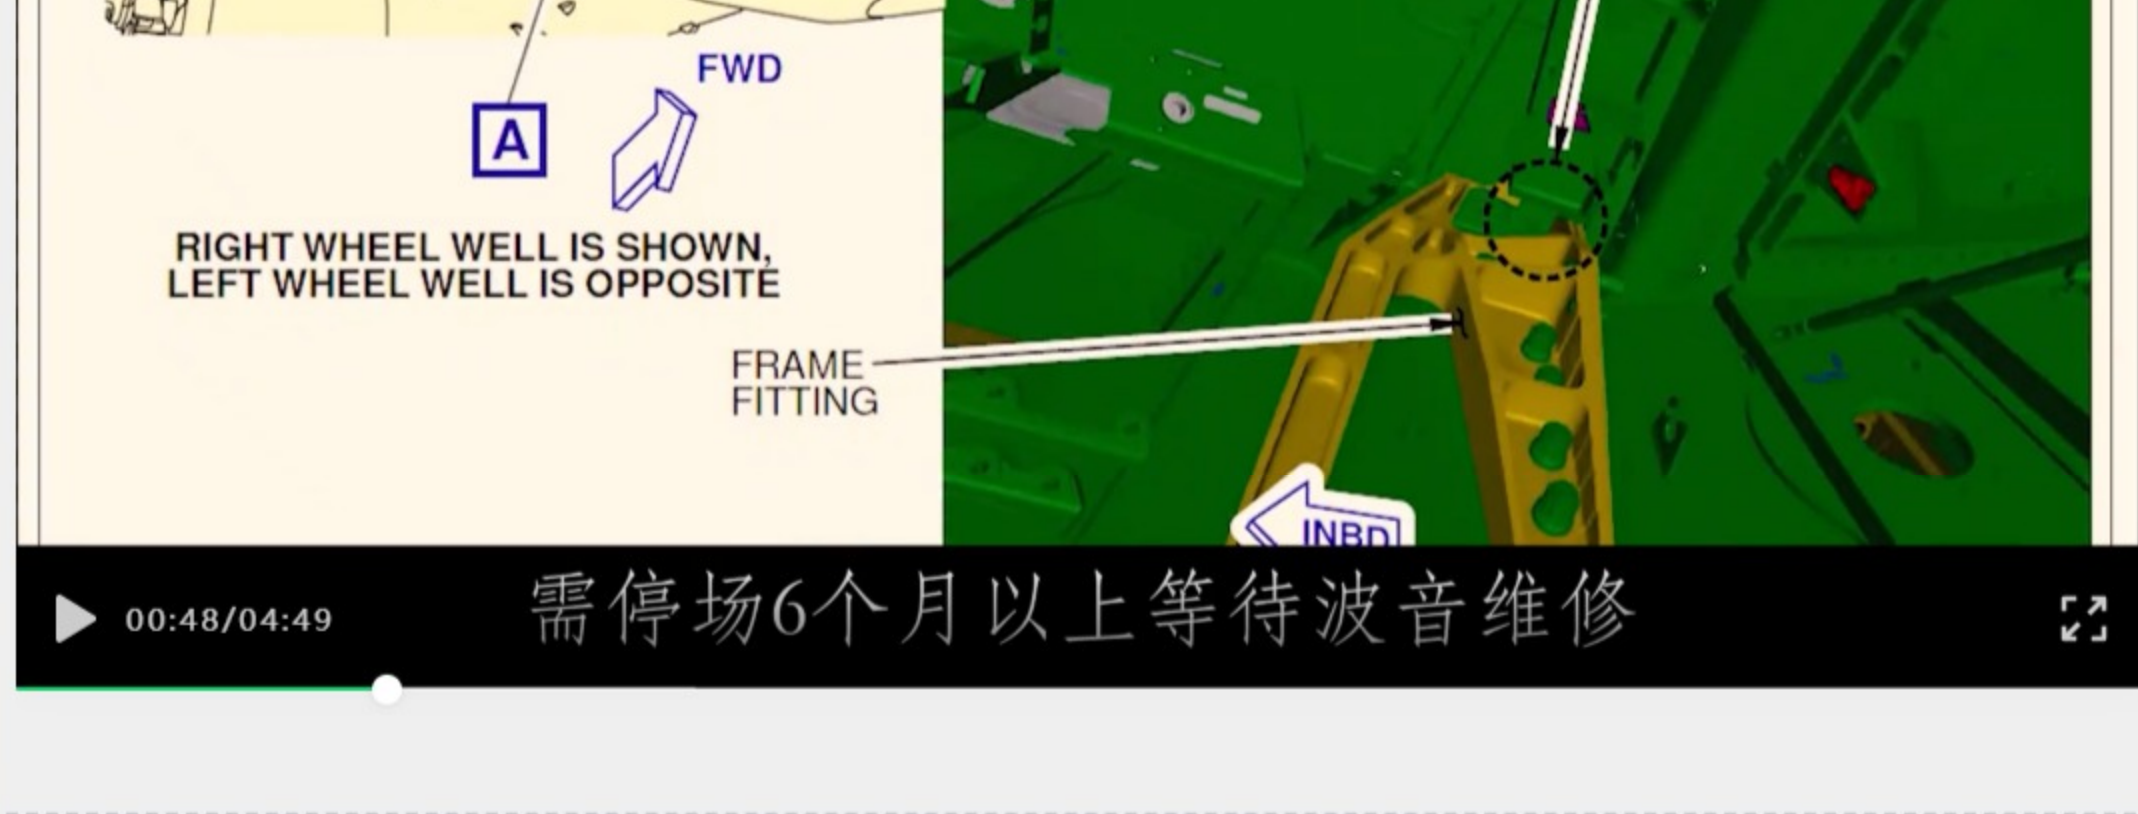 FWD
A
RIGHT WHEEL WELL IS SHOWN,
LEFT WHEEL WELL IS OPPOSITE
FRAME
FITTING
INBD
00:48/04:49
需停场6个月以上等待波音维修